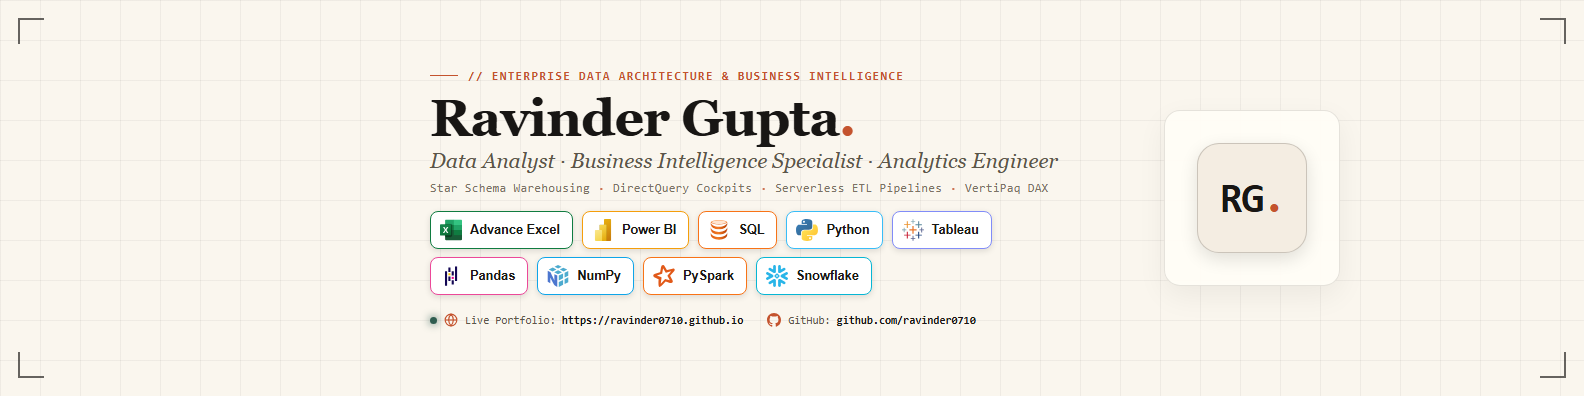 // ENTERPRISE DATA ARCHITECTURE & BUSINESS INTELLIGENCE
Ravinder Gupta.
Data Analyst · Business Intelligence Specialist · Analytics Engineer
Star Schema Warehousing · DirectQuery Cockpits · Serverless ETL Pipelines · VertiPaq DAX
X Advance Excel Power BI SQL Python Tableau
Pandas NumPy PySpark Snowflake
Live Portfolio: https://ravinder0710.github.io GitHub: github.com/ravinder0710
RG.